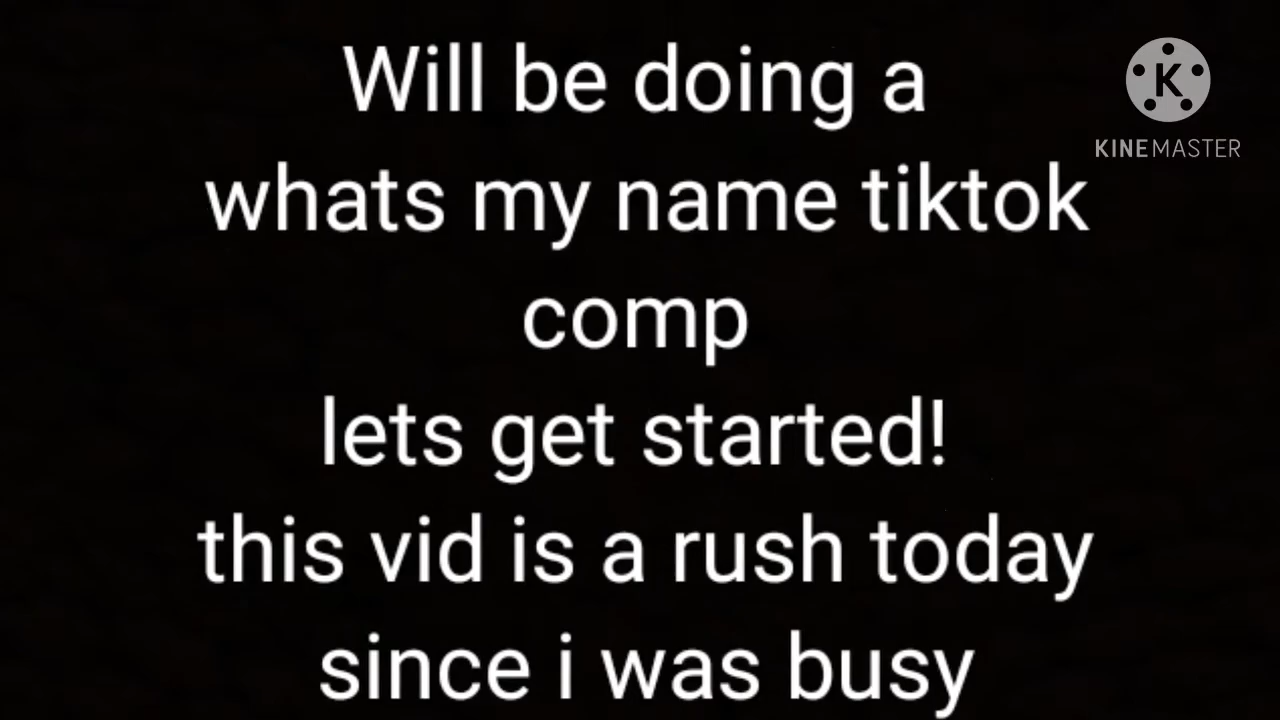 Will be doing a
whats my name tiktok
comp
lets get started!
this vid is a rush today
since i was busy
K
KINEMASTER